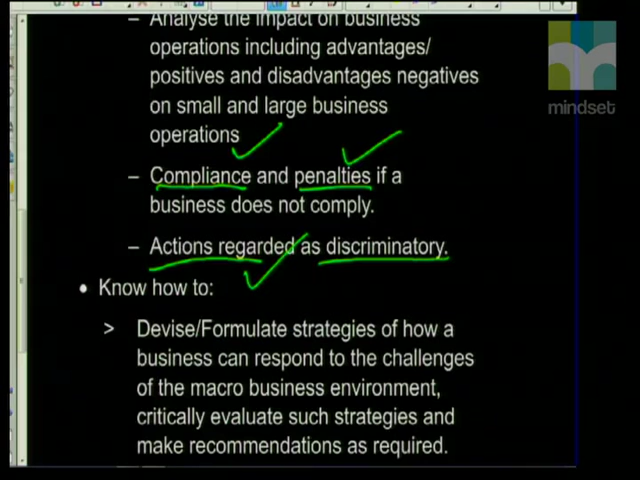 – Analyse the impact on business
operations including advantages/
positives and disadvantages negatives
on small and large business
operations
– Compliance and penalties if a
business does not comply.
– Actions regarded as discriminatory.
• Know how to:
> Devise/Formulate strategies of how a
business can respond to the challenges
of the macro business environment,
critically evaluate such strategies and
make recommendations as required.
mindset